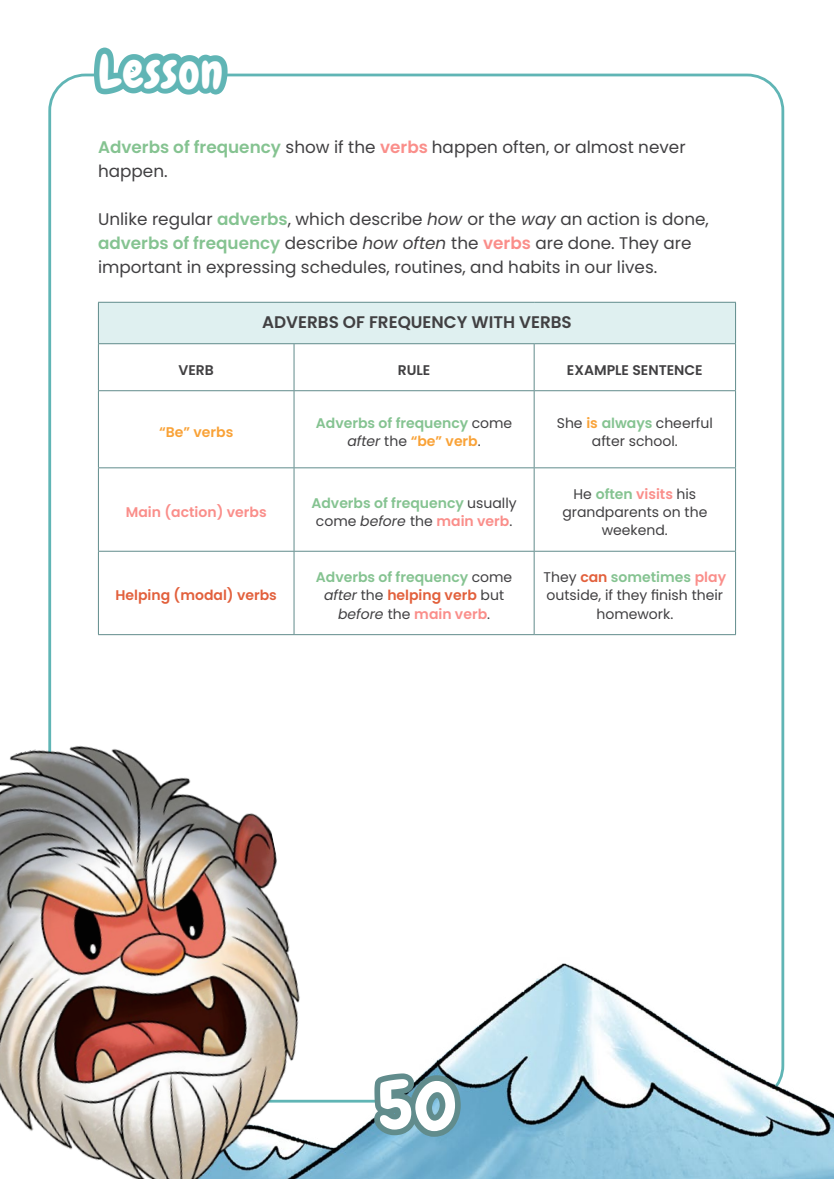 Lesson
Adverbs of frequency show if the verbs happen often, or almost never
happen.
Unlike regular adverbs, which describe how or the way an action is done,
adverbs of frequency describe how often the verbs are done. They are
important in expressing schedules, routines, and habits in our lives.
ADVERBS OF FREQUENCY WITH VERBS
VERB
RULE
EXAMPLE SENTENCE
“Be” verbs
Adverbs of frequency come
after the “be” verb.
She is always cheerful
after school.
Main (action) verbs
Adverbs of frequency usually
come before the main verb.
He often visits his
grandparents on the
weekend.
Helping (modal) verbs
Adverbs of frequency come
after the helping verb but
before the main verb.
They can sometimes play
outside, if they finish their
homework.
50